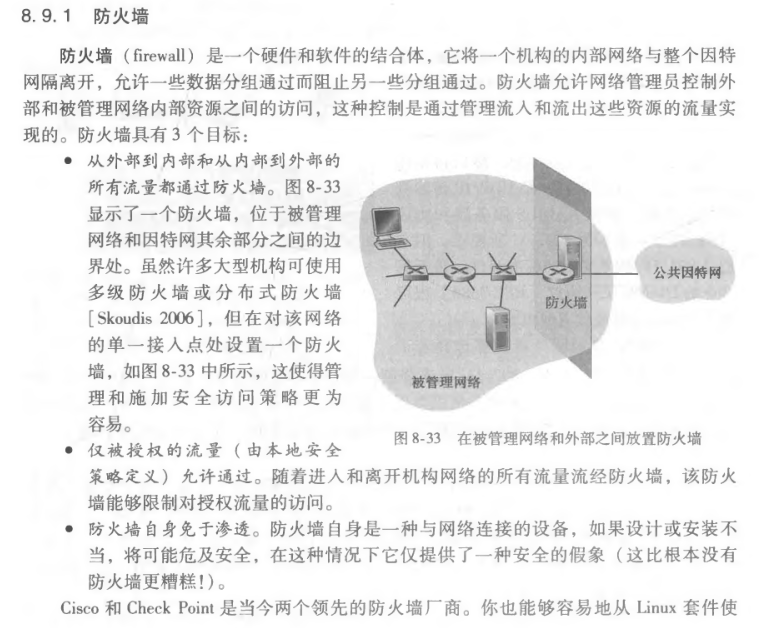 8.9.1 防火墙
防火墙（firewall）是一个硬件和软件的结合体，它将一个机构的内部网络与整个因特
网隔离开，允许一些数据分组通过而阻止另一些分组通过。防火墙允许网络管理员控制外
部和被管理网络内部资源之间的访问，这种控制是通过管理流入和流出这些资源的流量实
现的。防火墙具有3个目标：
• 从外部到内部和从内部到外部的
所有流量都通过防火墙。图8-33
显示了一个防火墙，位于被管理
网络和因特网其余部分之间的边
界处。虽然许多大型机构可使用
多级防火墙或分布式防火墙
[Skoudis 2006]，但在对该网络
的单一接入点处设置一个防火
墙，如图8-33中所示，这使得管
理和施加安全访问策略更为
容易。
公共因特网
防火墙
被管理网络
图8-33 在被管理网络和外部之间放置防火墙
• 仅被授权的流量（由本地安全
策略定义）允许通过。随着进入和离开机构网络的所有流量流经防火墙，该防火
墙能够限制对授权流量的访问。
• 防火墙自身免于渗透。防火墙自身是一种与网络连接的设备，如果设计或安装不
当，将可能危及安全，在这种情况下它仅提供了一种安全的假象（这比根本没有
防火墙更糟糕！）。
Cisco和Check Point是当今两个领先的防火墙厂商。你也能够容易地从Linux套件使